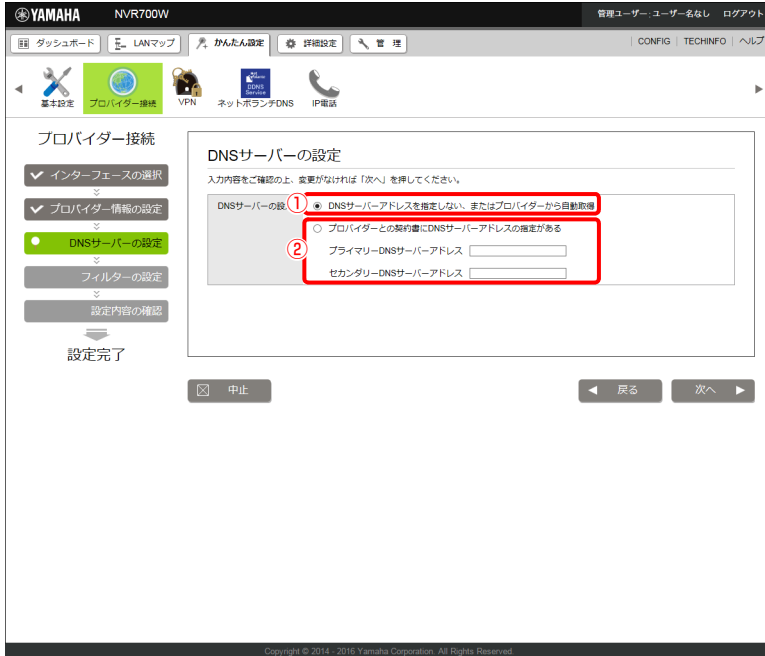 YAMAHA NVR700W 管理ユーザー:ユーザー名なし ログアウト
ダッシュボード LANマップ かんたん設定 詳細設定 管 理 CONFIG TECHINFO ヘルプ
基本設定 プロバイダー接続 VPN ネットボランチDNS IP電話
DDNS
Service
プロバイダー接続
インターフェースの選択
プロバイダー情報の設定
DNSサーバーの設定
フィルターの設定
設定内容の確認
設定完了
DNSサーバーの設定
入力内容をご確認の上、変更がなければ「次へ」を押してください。
DNSサーバーの設 ① DNSサーバーアドレスを指定しない、またはプロバイダーから自動取得
② プロバイダーとの契約書にDNSサーバーアドレスの指定がある
プライマリーDNSサーバーアドレス
セカンダリーDNSサーバーアドレス
中止 戻る 次へ
Copyright © 2014 - 2016 Yamaha Corporation. All Rights Reserved.